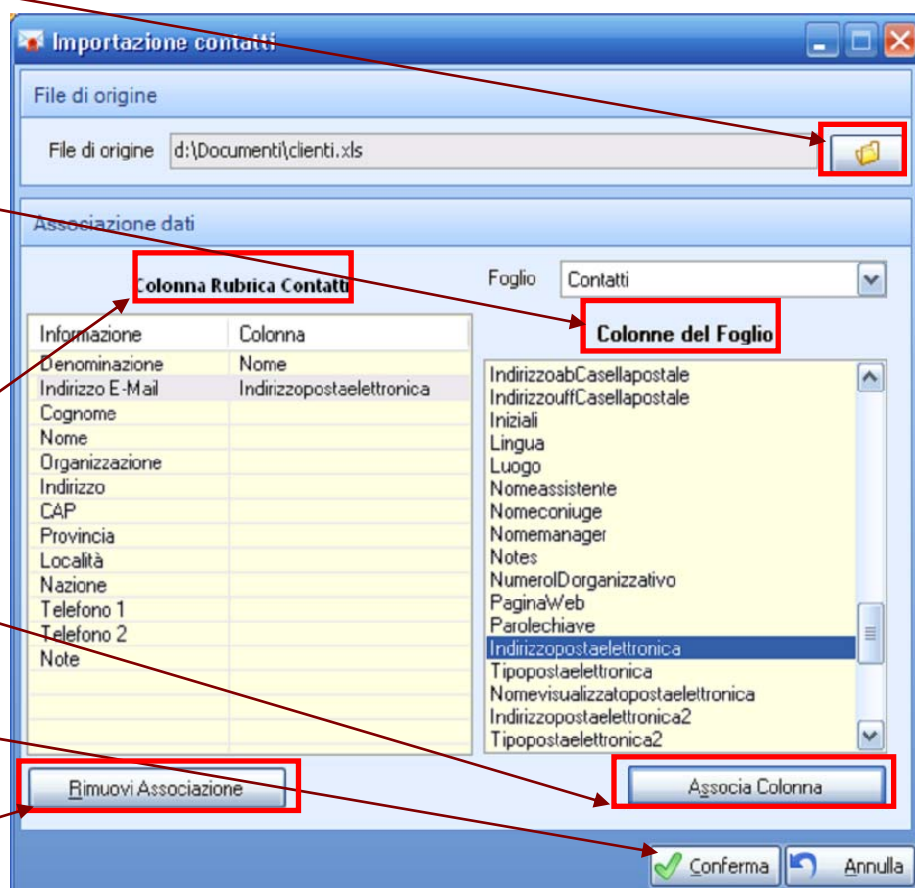 Importazione contatti
File di origine
File di origine d:\Documenti\clienti.xls
Associazione dati
Colonna Rubrica Contatti
Foglio Contatti
Colonne del Foglio
Informazione Colonna
Denominazione Nome
Indirizzo E-Mail Indirizzopostaelettronica
Cognome
Nome
Organizzazione
Indirizzo
CAP
Provincia
Località
Nazione
Telefono 1
Telefono 2
Note
IndirizzoabCasellapostale
IndirizzouffCasellapostale
Iniziali
Lingua
Luogo
Nomeassistente
Nomeconiuge
Nomemanager
Notes
NumeroIDorganizzativo
PaginaWeb
Parolechiave
Indirizzopostaelettronica
Tipopostaelettronica
Nomevisualizzatopostaelettronica
Indirizzopostaelettronica2
Tipopostaelettronica2
Rimuovi Associazione
Associa Colonna
Conferma
Annulla